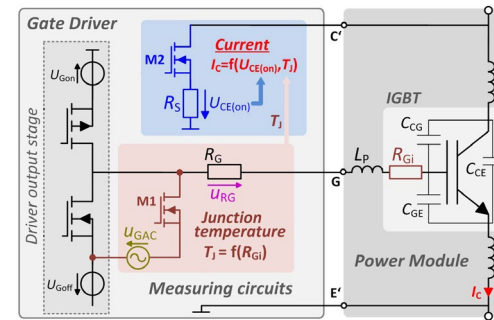 Gate Driver
Driver output stage
U_Gon
U_Goff
M2
Current
I_C=f(U_CE(on),T_J)
R_S
U_CE(on)
T_J
R_G
u_RG
M1
u_GAC
Junction
temperature
T_J = f(R_Gi)
Measuring circuits
C'
G
E'
IGBT
L_P
R_Gi
C_CG
C_CE
C_GE
Power Module
I_C